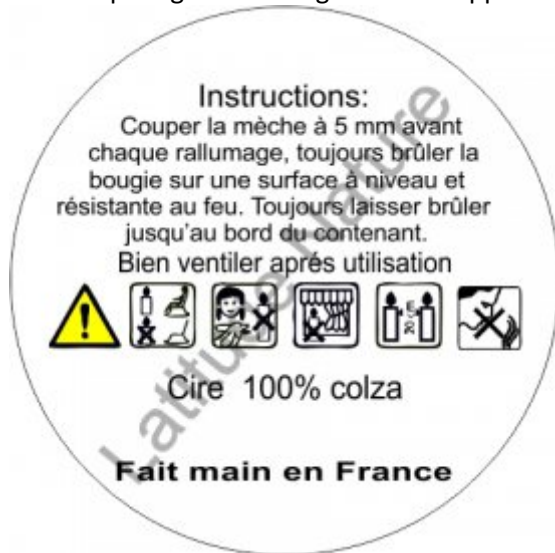 Instructions:
Couper la mèche à 5 mm avant
chaque rallumage, toujours brûler la
bougie sur une surface à niveau et
résistante au feu. Toujours laisser brûler
jusqu'au bord du contenant.
Bien ventiler aprés utilisation
Cire 100% colza
Fait main en France
Latitude Nature